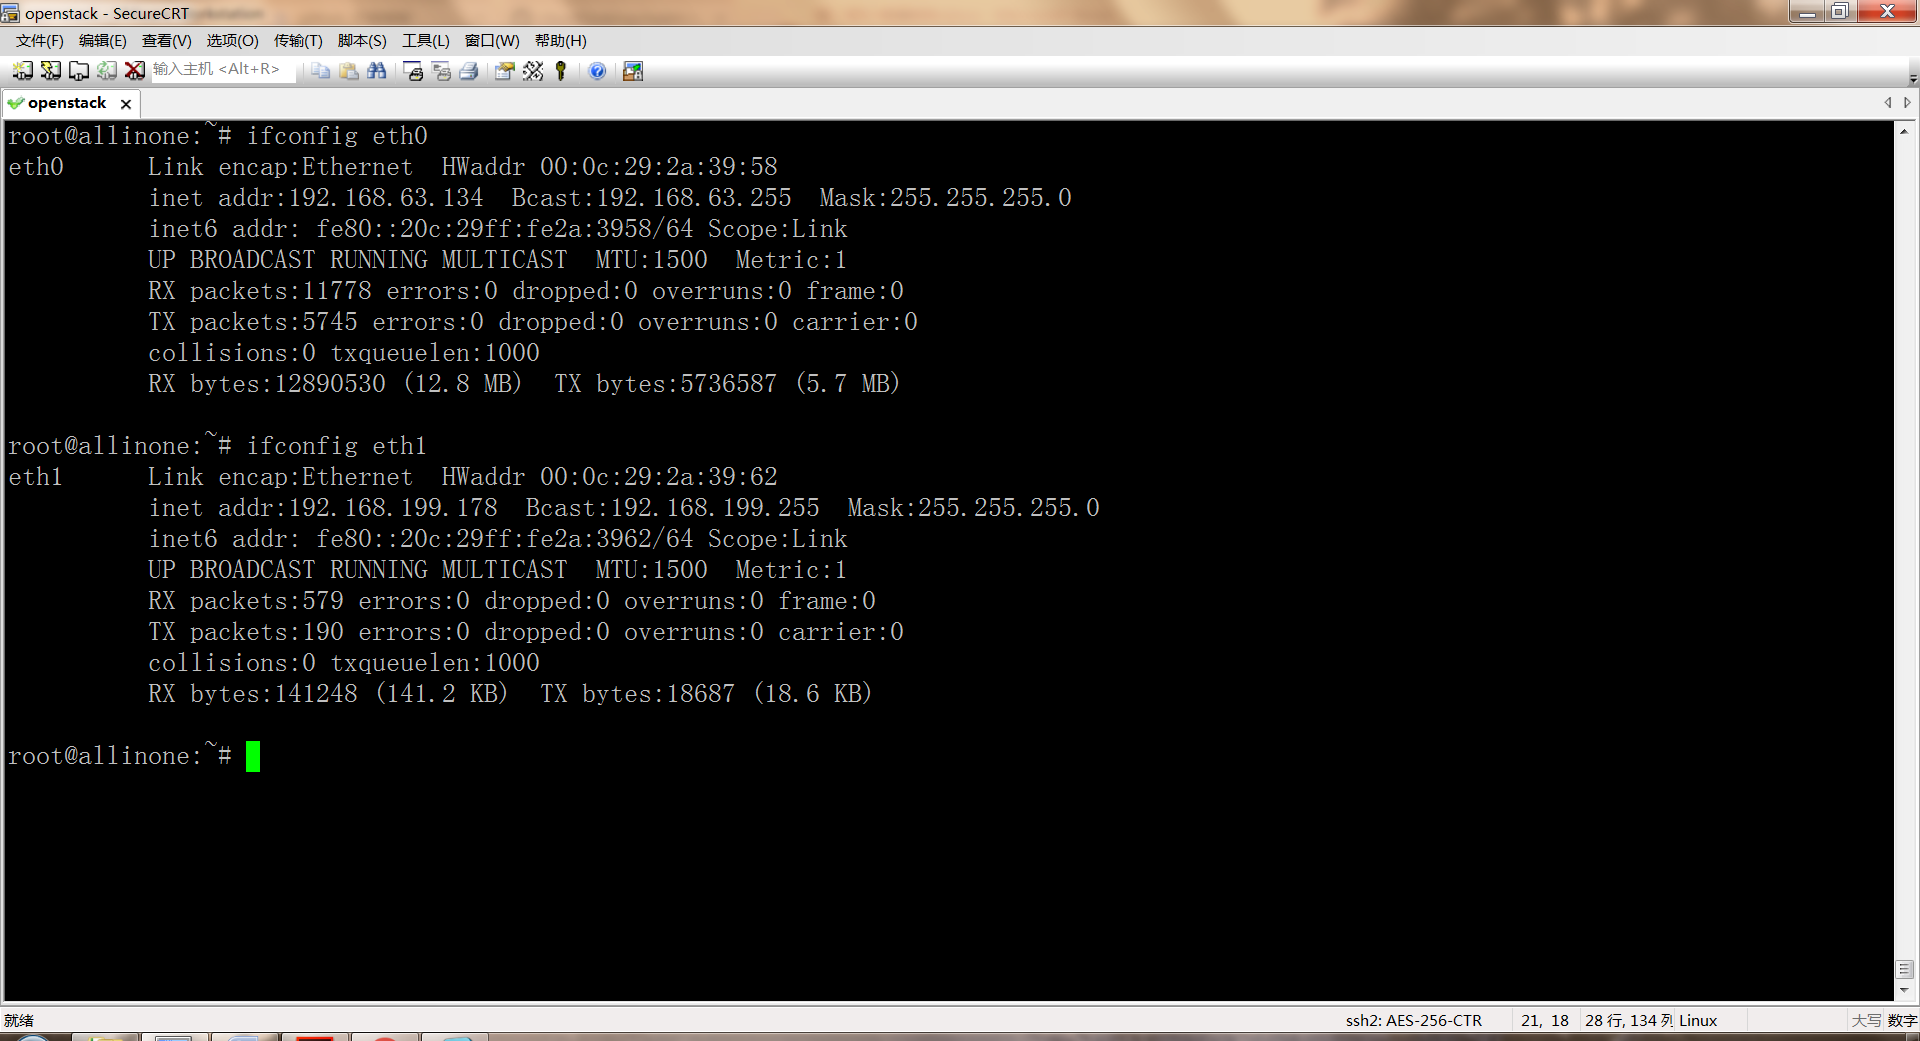 openstack - SecureCRT
文件(F) 编辑(E) 查看(V) 选项(O) 传输(T) 脚本(S) 工具(L) 窗口(W) 帮助(H)
输入主机 <Alt+R>
openstack
root@allinone:~# ifconfig eth0
eth0      Link encap:Ethernet  HWaddr 00:0c:29:2a:39:58
          inet addr:192.168.63.134  Bcast:192.168.63.255  Mask:255.255.255.0
          inet6 addr: fe80::20c:29ff:fe2a:3958/64 Scope:Link
          UP BROADCAST RUNNING MULTICAST  MTU:1500  Metric:1
          RX packets:11778 errors:0 dropped:0 overruns:0 frame:0
          TX packets:5745 errors:0 dropped:0 overruns:0 carrier:0
          collisions:0 txqueuelen:1000
          RX bytes:12890530 (12.8 MB)  TX bytes:5736587 (5.7 MB)
root@allinone:~# ifconfig eth1
eth1      Link encap:Ethernet  HWaddr 00:0c:29:2a:39:62
          inet addr:192.168.199.178  Bcast:192.168.199.255  Mask:255.255.255.0
          inet6 addr: fe80::20c:29ff:fe2a:3962/64 Scope:Link
          UP BROADCAST RUNNING MULTICAST  MTU:1500  Metric:1
          RX packets:579 errors:0 dropped:0 overruns:0 frame:0
          TX packets:190 errors:0 dropped:0 overruns:0 carrier:0
          collisions:0 txqueuelen:1000
          RX bytes:141248 (141.2 KB)  TX bytes:18687 (18.6 KB)
root@allinone:~#
就绪 ssh2: AES-256-CTR 21, 18 28 行, 134 列 Linux 大写 数字